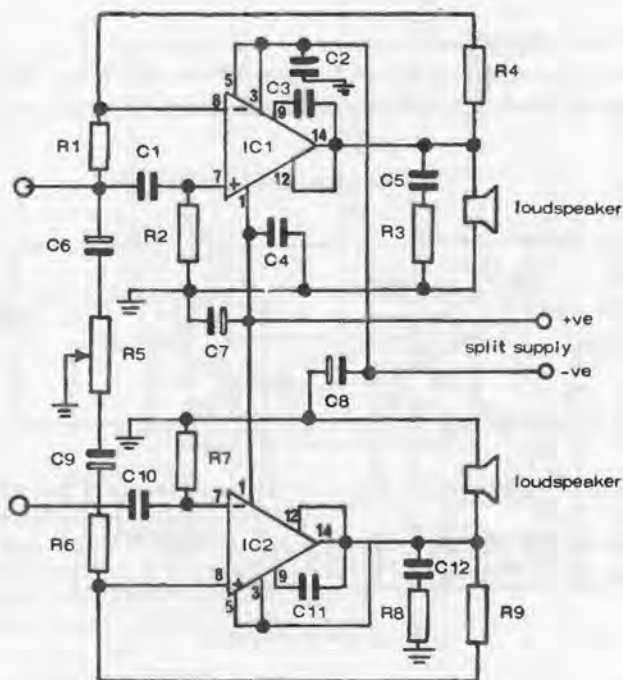 5
C2
R4
C3
8
3
9
14
R1
IC1
C1
12
7
1
C5
loudspeaker
C6
R2
C4
R3
+ve
C7
split supply
R5
-ve
C8
C9
R7
C10
1
loudspeaker
7
12
14
R6
IC2
C12
8
9
3
C11
R8
R9
5